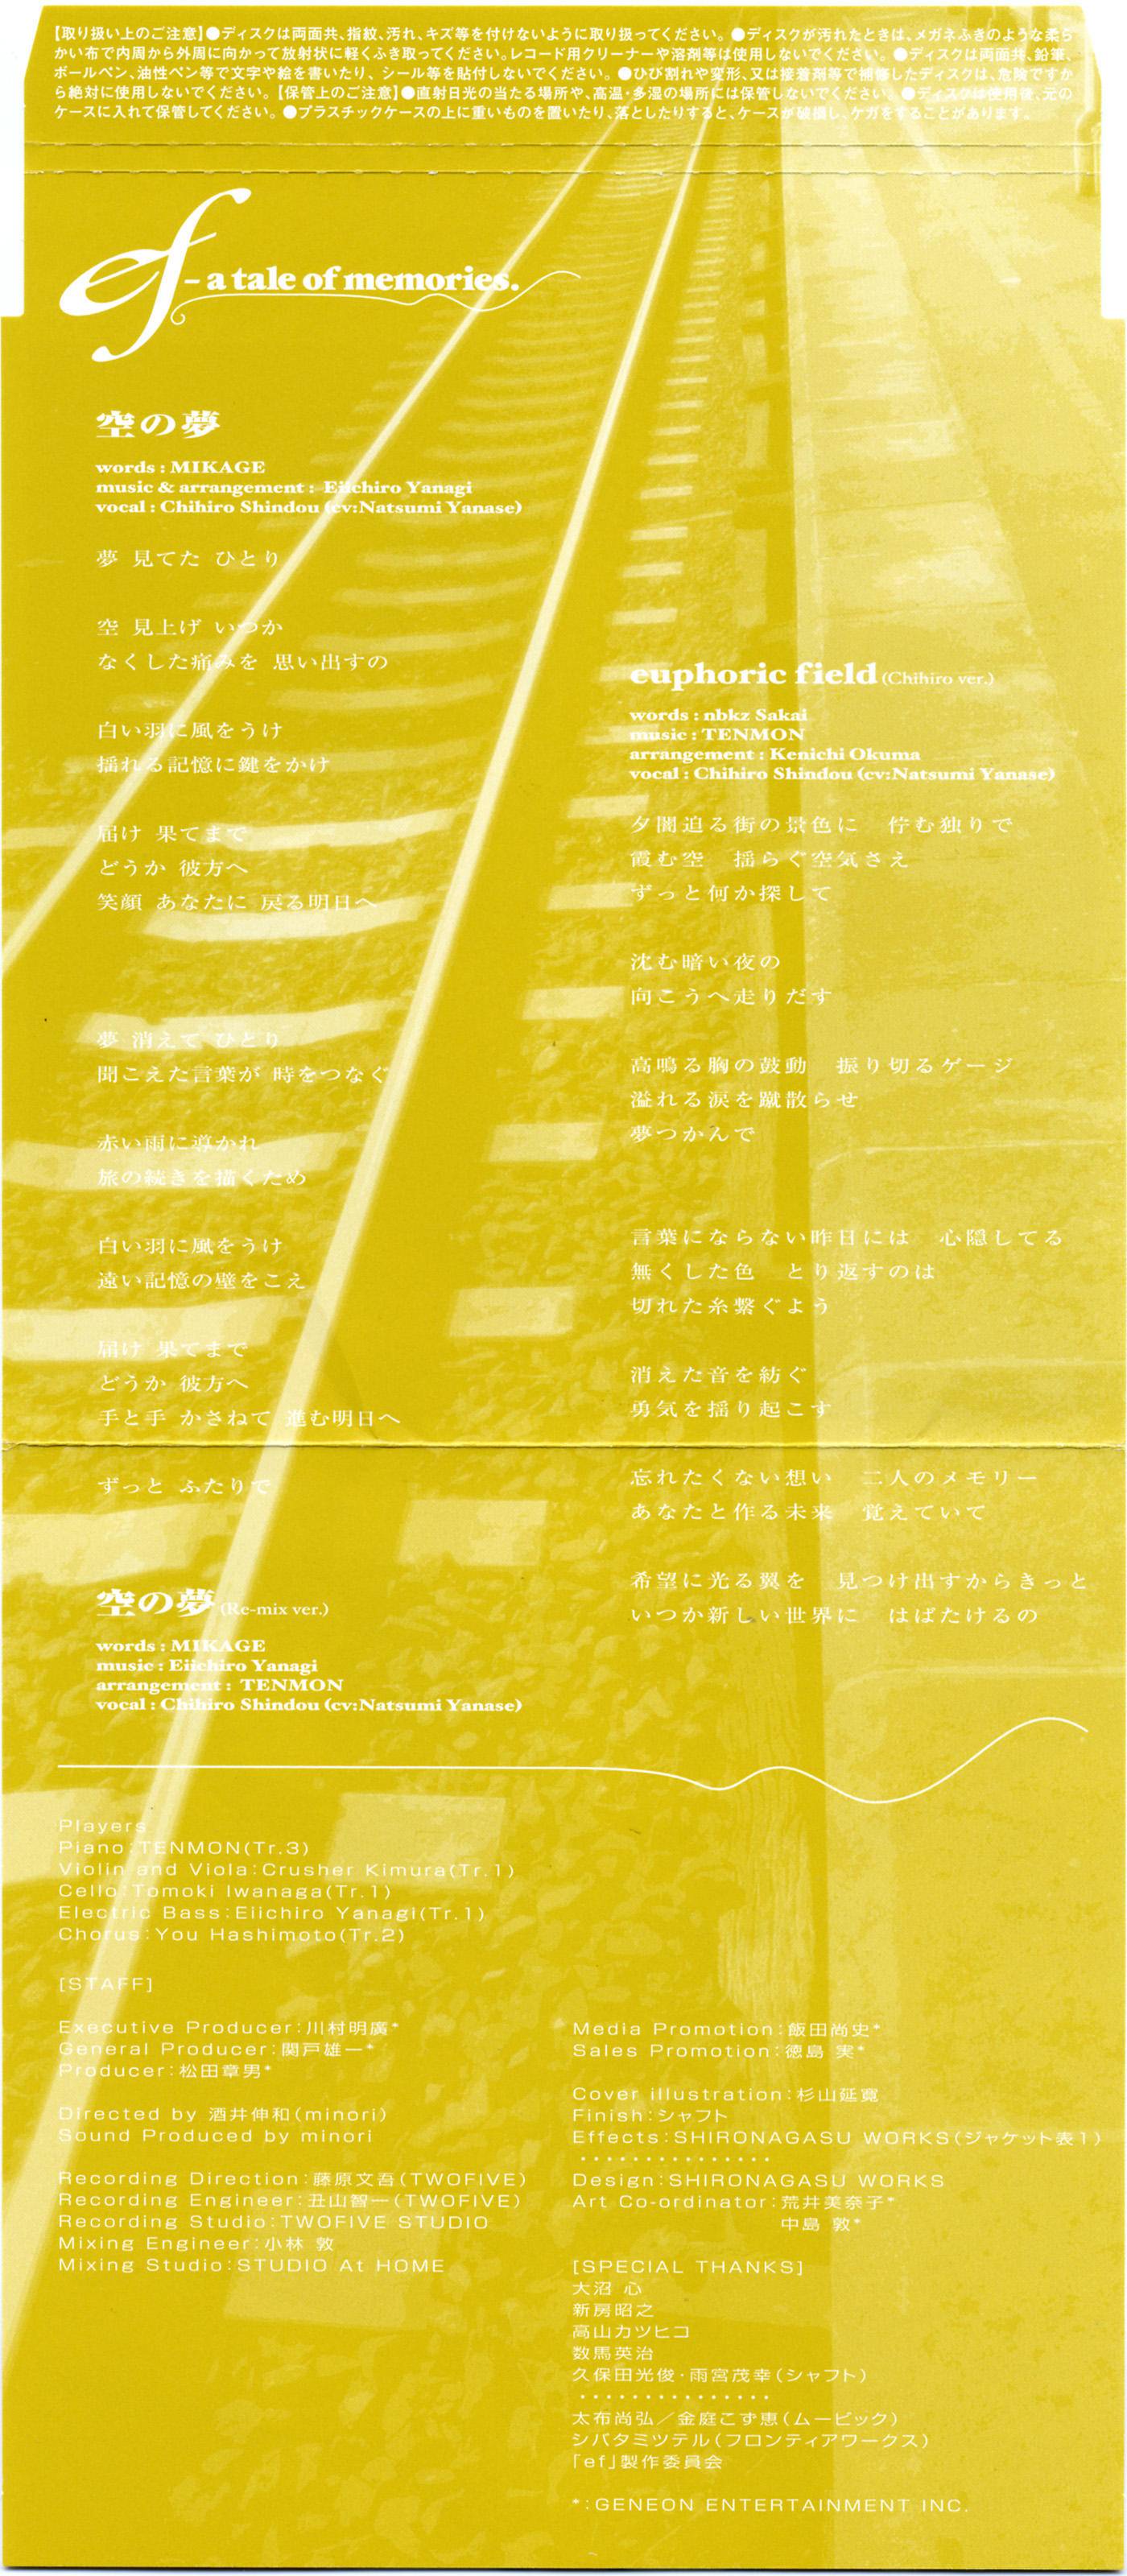 【取り扱い上のご注意】●ディスクは両面共、指紋、汚れ、キズ等を付けないように取り扱ってください。●ディスクが汚れたときは、メガネふきのような柔ら
かい布で内周から外周に向かって放射状に軽くふき取ってください。レコード用クリーナーや溶剤等は使用しないでください。●ディスクは両面共、鉛筆、
ボールペン、油性ペン等で文字や絵を書いたり、シール等を貼付しないでください。●ひび割れや変形、又は接着剤等で補修したディスクは、危険ですか
ら絶対に使用しないでください。【保管上のご注意】●直射日光の当たる場所や、高温・多湿の場所には保管しないでください。●ディスクは使用後、元の
ケースに入れて保管してください。●プラスチックケースの上に重いものを置いたり、落としたりすると、ケースが破損し、ケガをすることがあります。
ef - a tale of memories.
空の夢
words : MIKAGE
music & arrangement : Eiichiro Yanagi
vocal : Chihiro Shindou (cv:Natsumi Yanase)
夢 見てた ひとり
空 見上げ いつか
なくした痛みを 思い出すの
白い羽に風をうけ
揺れる記憶に鍵をかけ
届け 果てまで
どうか 彼方へ
笑顔 あなたに 戻る明日へ
夢 消えて ひとり
聞こえた言葉が 時をつなぐ
赤い雨に導かれ
旅の続きを描くため
白い羽に風をうけ
遠い記憶の壁をこえ
届け 果てまで
どうか 彼方へ
手と手 かさねて 進む明日へ
ずっと ふたりで
空の夢 (Re-mix ver.)
words : MIKAGE
music : Eiichiro Yanagi
arrangement : TENMON
vocal : Chihiro Shindou (cv:Natsumi Yanase)
euphoric field (Chihiro ver.)
words : nbkz Sakai
music : TENMON
arrangement : Kenichi Okuma
vocal : Chihiro Shindou (cv:Natsumi Yanase)
夕闇迫る街の景色に　佇む独りで
霞む空　揺らぐ空気さえ
ずっと何か探して
沈む暗い夜の
向こうへ走りだす
高鳴る胸の鼓動　振り切るゲージ
溢れる涙を蹴散らせ
夢つかんで
言葉にならない昨日には　心隠してる
無くした色　とり返すのは
切れた糸繋ぐよう
消えた音を紡ぐ
勇気を揺り起こす
忘れたくない想い　二人のメモリー
あなたと作る未来　覚えていて
希望に光る翼を　見つけ出すからきっと
いつか新しい世界に　はばたけるの
Players
Piano:TENMON(Tr.3)
Violin and Viola:Crusher Kimura(Tr.1)
Cello:Tomoki Iwanaga(Tr.1)
Electric Bass:Eiichiro Yanagi(Tr.1)
Chorus:You Hashimoto(Tr.2)
[STAFF]
Executive Producer:川村明廣*
General Producer:関戸雄一*
Producer:松田章男*
Directed by 酒井伸和(minori)
Sound Produced by minori
Recording Direction:藤原文吾(TWOFIVE)
Recording Engineer:丑山智一(TWOFIVE)
Recording Studio:TWOFIVE STUDIO
Mixing Engineer:小林 敦
Mixing Studio:STUDIO At HOME
Media Promotion:飯田尚史*
Sales Promotion:徳島 実*
Cover illustration:杉山延寛
Finish:シャフト
Effects:SHIRONAGASU WORKS(ジャケット表1)
・・・・・・・・・・・・・・・
Design:SHIRONAGASU WORKS
Art Co-ordinator:荒井美奈子*
中島 敦*
[SPECIAL THANKS]
大沼 心
新房昭之
高山カツヒコ
数馬英治
久保田光俊・雨宮茂幸(シャフト)
・・・・・・・・・・・・・・・
太布尚弘／金庭こず恵(ムービック)
シバタミツテル(フロンティアワークス)
「ef」製作委員会
*:GENEON ENTERTAINMENT INC.